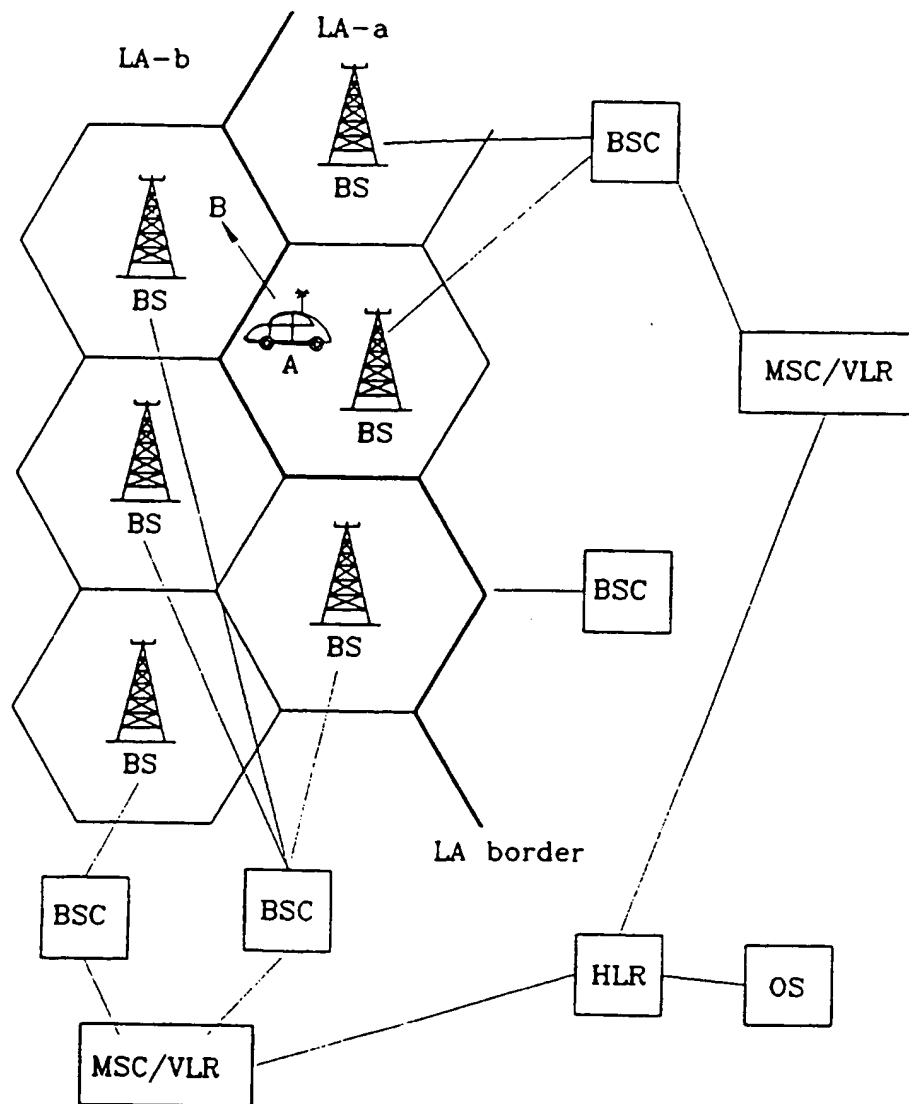 LA-a
LA-b
BSC
BS
B
BS
MSC/VLR
A
BS
BS
BSC
BS
BS
LA border
BSC
BSC
HLR
OS
MSC/VLR